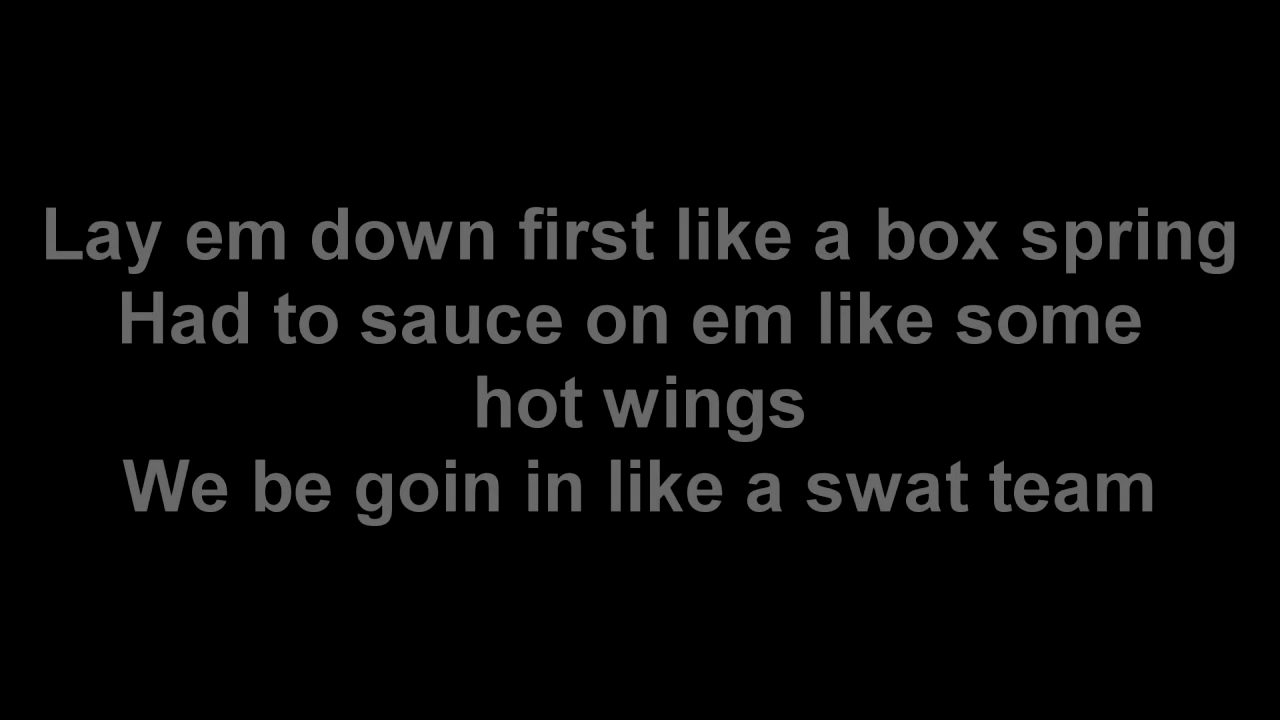 Lay em down first like a box spring
Had to sauce on em like some
hot wings
We be goin in like a swat team